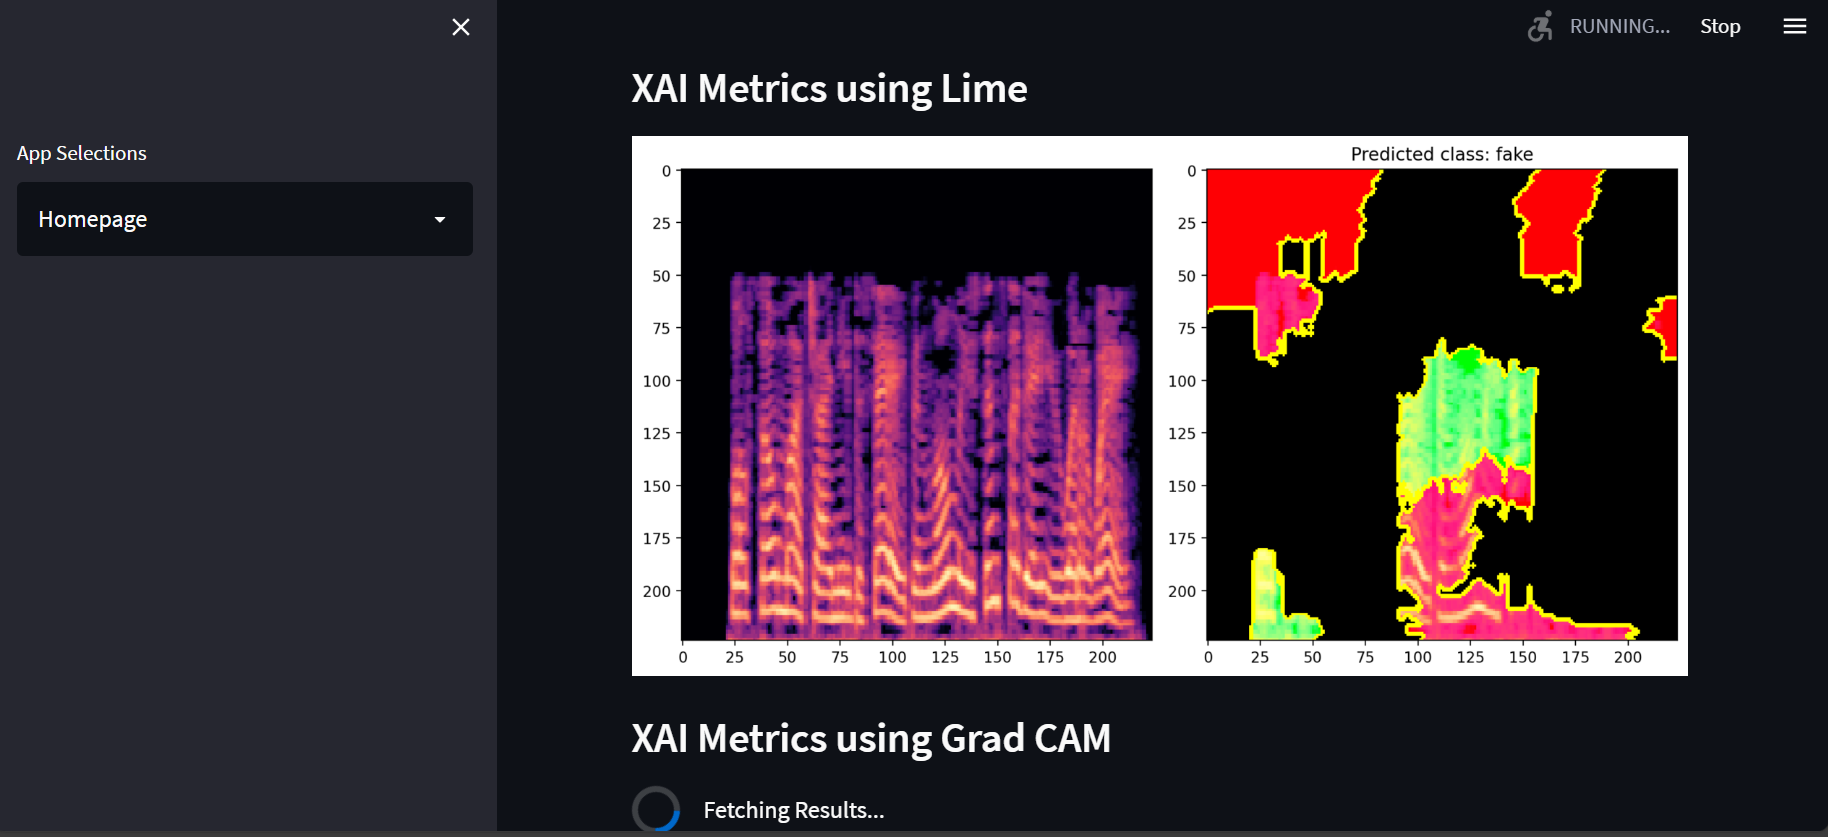 RUNNING...
Stop
App Selections
Homepage
XAI Metrics using Lime
Predicted class: fake
0
25
50
75
100
125
150
175
200
0 25 50 75 100 125 150 175 200
0
25
50
75
100
125
150
175
200
0 25 50 75 100 125 150 175 200
XAI Metrics using Grad CAM
Fetching Results...